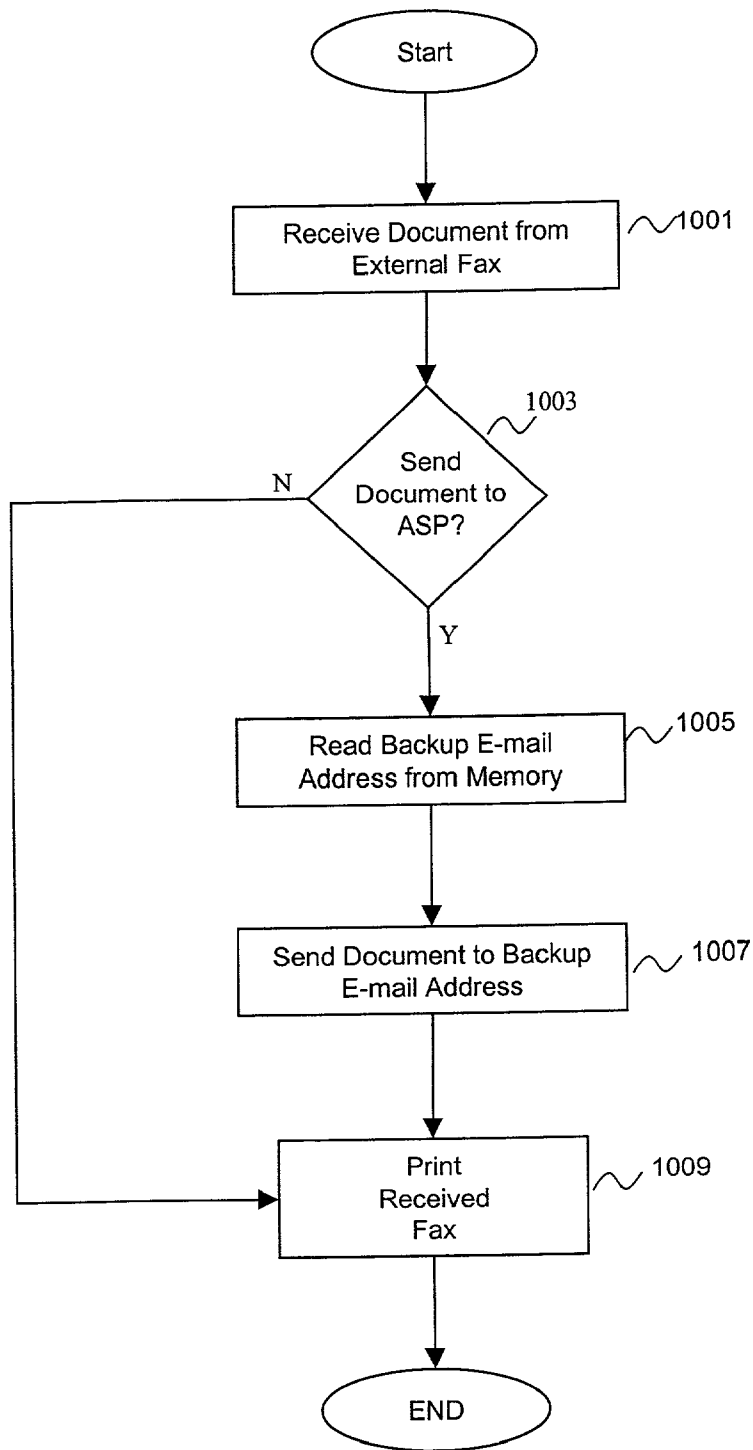 Start
Receive Document from
External Fax
1001
1003
Send
Document to
ASP?
N
Y
Read Backup E-mail
Address from Memory
1005
Send Document to Backup
E-mail Address
1007
Print
Received
Fax
1009
END